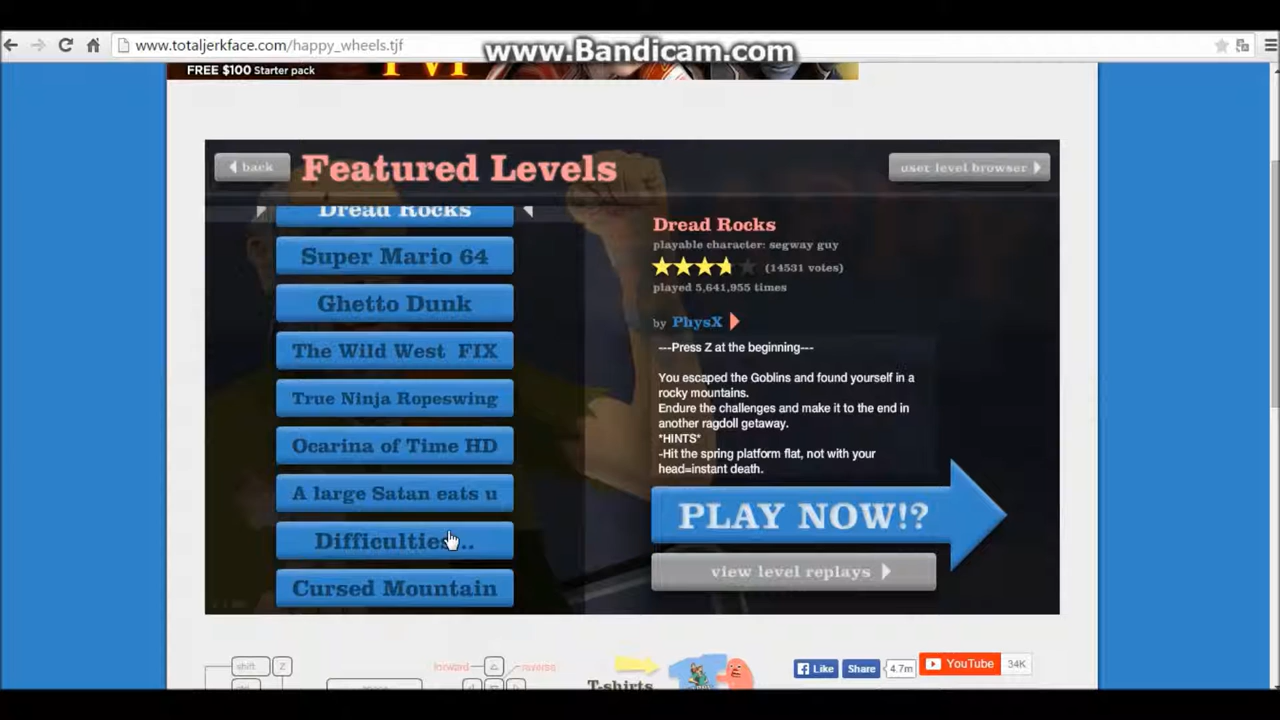 www.totaljerkface.com/happy_wheels.tjf
www.Bandicam.com
FREE $100 Starter pack
back
Featured Levels
user level browser
Dread Rocks
Super Mario 64
Ghetto Dunk
The Wild West FIX
True Ninja Ropeswing
Ocarina of Time HD
A large Satan eats u
Difficulties...
Cursed Mountain
Dread Rocks
playable character: segway guy
(14531 votes)
played 5,641,955 times
by PhysX
---Press Z at the beginning---
You escaped the Goblins and found yourself in a
rocky mountains.
Endure the challenges and make it to the end in
another ragdoll getaway.
*HINTS*
-Hit the spring platform flat, not with your
head=instant death.
PLAY NOW!?
view level replays
shift Z
forward reverse
T-shirts
Like Share 4.7m
YouTube 34K